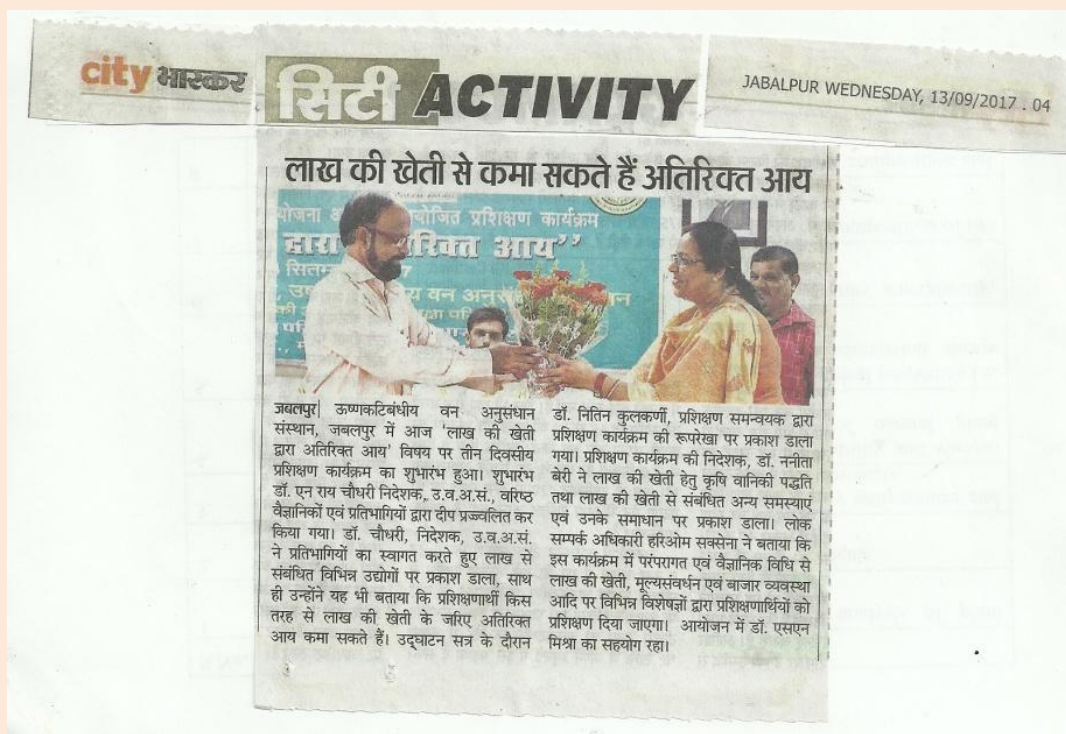 city भास्कर
सिटी ACTIVITY
JABALPUR WEDNESDAY, 13/09/2017 . 04
लाख की खेती से कमा सकते हैं अतिरिक्त आय
योजना
योजित प्रशिक्षण कार्यक्रम
द्वारा
रिक्त आय”
वन
जबलपुर| ऊष्णकटिबंधीय वन अनुसंधान
संस्थान, जबलपुर में आज ‘लाख की खेती
द्वारा अतिरिक्त आय’ विषय पर तीन दिवसीय
प्रशिक्षण कार्यक्रम का शुभारंभ हुआ। शुभारंभ
डॉ. एन राय चौधरी निदेशक, उ.व.अ.सं., वरिष्ठ
वैज्ञानिकों एवं प्रतिभागियों द्वारा दीप प्रज्ज्वलित कर
किया गया। डॉ. चौधरी, निदेशक, उ.व.अ.सं.
ने प्रतिभागियों का स्वागत करते हुए लाख से
संबंधित विभिन्न उद्योगों पर प्रकाश डाला, साथ
ही उन्होंने यह भी बताया कि प्रशिक्षणार्थी किस
तरह से लाख की खेती के जरिए अतिरिक्त
आय कमा सकते हैं। उद्घाटन सत्र के दौरान
डॉ. नितिन कुलकर्णी, प्रशिक्षण समन्वयक द्वारा
प्रशिक्षण कार्यक्रम की रूपरेखा पर प्रकाश डाला
गया। प्रशिक्षण कार्यक्रम की निदेशक, डॉ. ननीता
बेरी ने लाख की खेती हेतु कृषि वानिकी पद्धति
तथा लाख की खेती से संबंधित अन्य समस्याएं
एवं उनके समाधान पर प्रकाश डाला। लोक
सम्पर्क अधिकारी हरिओम सक्सेना ने बताया कि
इस कार्यक्रम में परंपरागत एवं वैज्ञानिक विधि से
लाख की खेती, मूल्यसंवर्धन एवं बाजार व्यवस्था
आदि पर विभिन्न विशेषज्ञों द्वारा प्रशिक्षणार्थियों को
प्रशिक्षण दिया जाएगा। आयोजन में डॉ. एसएन
मिश्रा का सहयोग रहा।